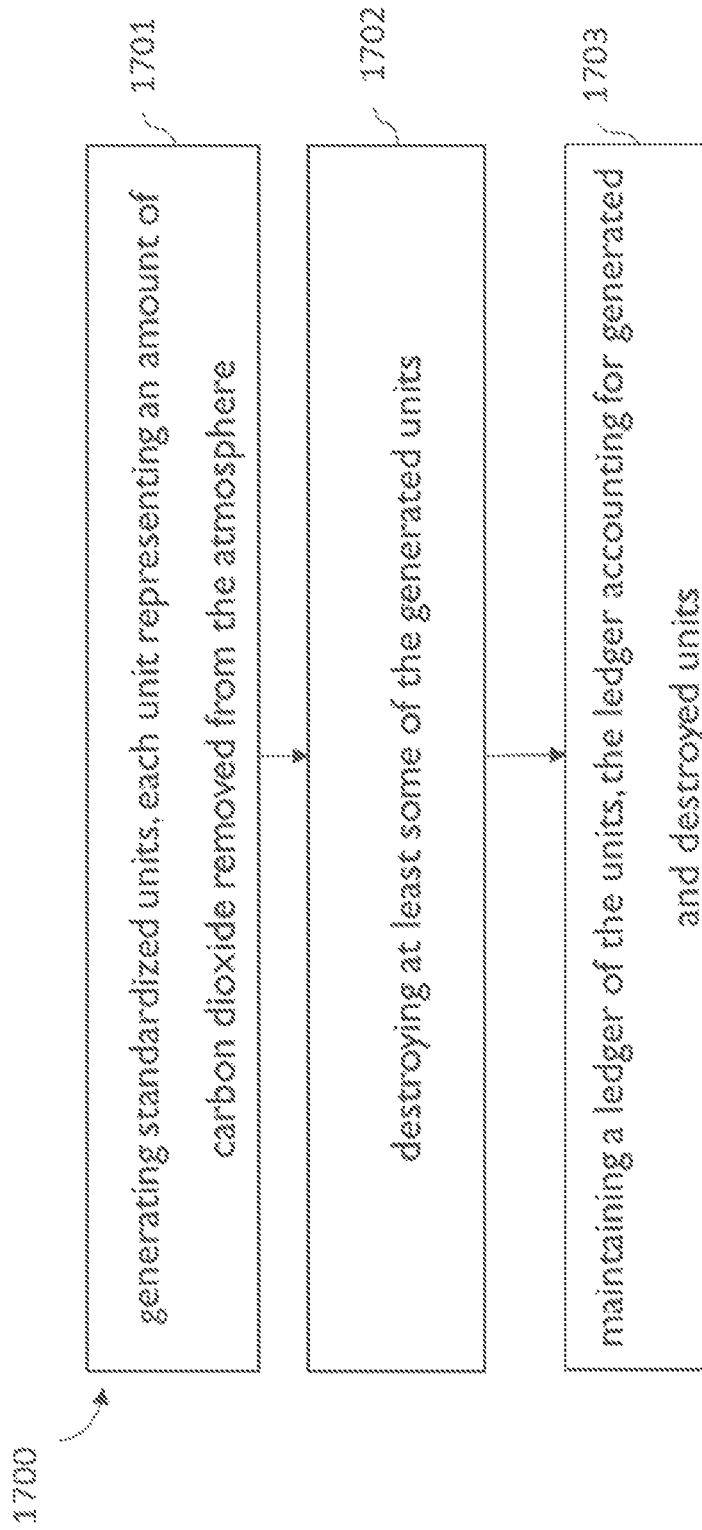 1700
generating standardized units, each unit representing an amount of
carbon dioxide removed from the atmosphere
1701
destroying at least some of the generated units
1702
maintaining a ledger of the units, the ledger accounting for generated
and destroyed units
1703